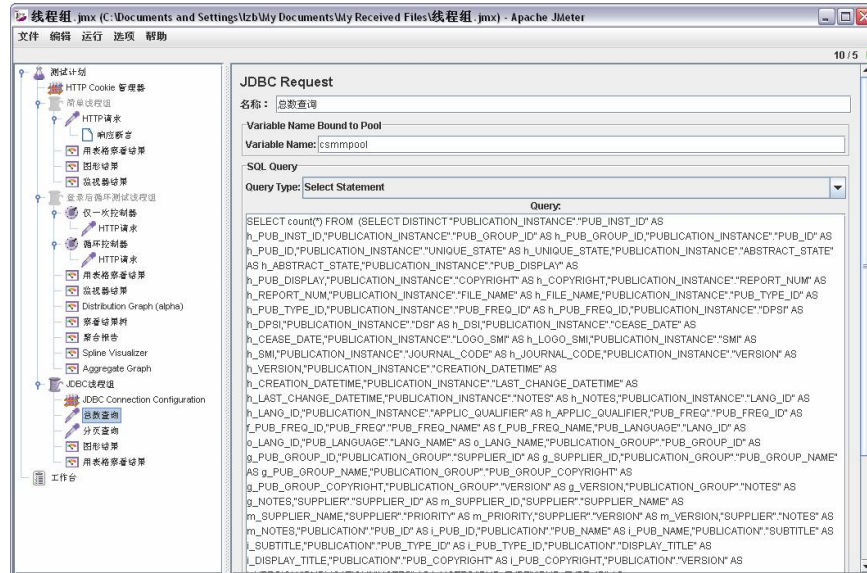 线程组.jmx (C:\Documents and Settings\lzb\My Documents\My Received Files\线程组.jmx) - Apache JMeter
文件 编辑 运行 选项 帮助
10 / 5
测试计划
HTTP Cookie 管理器
简单线程组
HTTP请求
响应断言
用表格察看结果
图形结果
监视器结果
登录后循环测试线程组
仅一次控制器
HTTP请求
循环控制器
HTTP请求
用表格察看结果
监视器结果
Distribution Graph (alpha)
察看结果树
聚合报告
Spline Visualizer
Aggregate Graph
JDBC线程组
JDBC Connection Configuration
总数查询
分页查询
图形结果
用表格察看结果
工作台
JDBC Request
名称： 总数查询
Variable Name Bound to Pool
Variable Name: csmmpool
SQL Query
Query Type: Select Statement
Query:
SELECT count(*) FROM (SELECT DISTINCT "PUBLICATION_INSTANCE"."PUB_INST_ID" AS
h_PUB_INST_ID,"PUBLICATION_INSTANCE"."PUB_GROUP_ID" AS h_PUB_GROUP_ID,"PUBLICATION_INSTANCE"."PUB_ID" AS
h_PUB_ID,"PUBLICATION_INSTANCE"."UNIQUE_STATE" AS h_UNIQUE_STATE,"PUBLICATION_INSTANCE"."ABSTRACT_STATE"
AS h_ABSTRACT_STATE,"PUBLICATION_INSTANCE"."PUB_DISPLAY" AS
h_PUB_DISPLAY,"PUBLICATION_INSTANCE"."COPYRIGHT" AS h_COPYRIGHT,"PUBLICATION_INSTANCE"."REPORT_NUM" AS
h_REPORT_NUM,"PUBLICATION_INSTANCE"."FILE_NAME" AS h_FILE_NAME,"PUBLICATION_INSTANCE"."PUB_TYPE_ID" AS
h_PUB_TYPE_ID,"PUBLICATION_INSTANCE"."PUB_FREQ_ID" AS h_PUB_FREQ_ID,"PUBLICATION_INSTANCE"."DPSI" AS
h_DPSI,"PUBLICATION_INSTANCE"."DSI" AS h_DSI,"PUBLICATION_INSTANCE"."CEASE_DATE" AS
h_CEASE_DATE,"PUBLICATION_INSTANCE"."LOGO_SMI" AS h_LOGO_SMI,"PUBLICATION_INSTANCE"."SMI" AS
h_SMI,"PUBLICATION_INSTANCE"."JOURNAL_CODE" AS h_JOURNAL_CODE,"PUBLICATION_INSTANCE"."VERSION" AS
h_VERSION,"PUBLICATION_INSTANCE"."CREATION_DATETIME" AS
h_CREATION_DATETIME,"PUBLICATION_INSTANCE"."LAST_CHANGE_DATETIME" AS
h_LAST_CHANGE_DATETIME,"PUBLICATION_INSTANCE"."NOTES" AS h_NOTES,"PUBLICATION_INSTANCE"."LANG_ID" AS
h_LANG_ID,"PUBLICATION_INSTANCE"."APPLIC_QUALIFIER" AS h_APPLIC_QUALIFIER,"PUB_FREQ"."PUB_FREQ_ID" AS
f_PUB_FREQ_ID,"PUB_FREQ"."PUB_FREQ_NAME" AS f_PUB_FREQ_NAME,"PUB_LANGUAGE"."LANG_ID" AS
o_LANG_ID,"PUB_LANGUAGE"."LANG_NAME" AS o_LANG_NAME,"PUBLICATION_GROUP"."PUB_GROUP_ID" AS
g_PUB_GROUP_ID,"PUBLICATION_GROUP"."SUPPLIER_ID" AS g_SUPPLIER_ID,"PUBLICATION_GROUP"."PUB_GROUP_NAME"
AS g_PUB_GROUP_NAME,"PUBLICATION_GROUP"."PUB_GROUP_COPYRIGHT" AS
g_PUB_GROUP_COPYRIGHT,"PUBLICATION_GROUP"."VERSION" AS g_VERSION,"PUBLICATION_GROUP"."NOTES" AS
g_NOTES,"SUPPLIER"."SUPPLIER_ID" AS m_SUPPLIER_ID,"SUPPLIER"."SUPPLIER_NAME" AS
m_SUPPLIER_NAME,"SUPPLIER"."PRIORITY" AS m_PRIORITY,"SUPPLIER"."VERSION" AS m_VERSION,"SUPPLIER"."NOTES" AS
m_NOTES,"PUBLICATION"."PUB_ID" AS i_PUB_ID,"PUBLICATION"."PUB_NAME" AS i_PUB_NAME,"PUBLICATION"."SUBTITLE" AS
i_SUBTITLE,"PUBLICATION"."PUB_TYPE_ID" AS i_PUB_TYPE_ID,"PUBLICATION"."DISPLAY_TITLE" AS
i_DISPLAY_TITLE,"PUBLICATION"."PUB_COPYRIGHT" AS i_PUB_COPYRIGHT,"PUBLICATION"."VERSION" AS